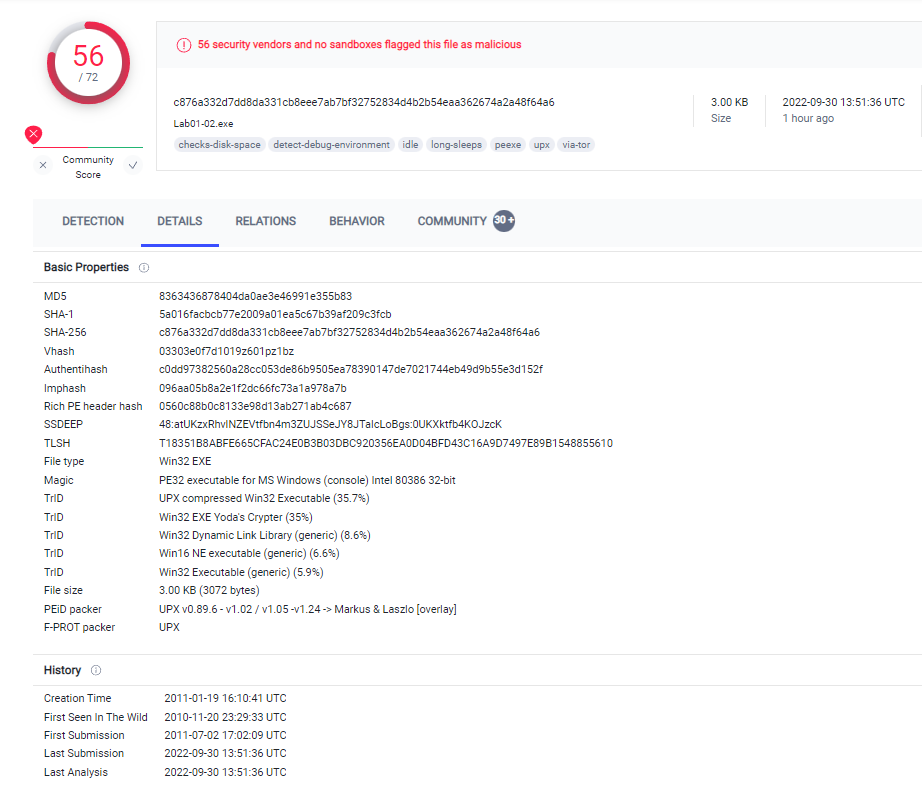 56
/ 72
56 security vendors and no sandboxes flagged this file as malicious
c876a332d7dd8da331cb8eee7ab7bf32752834d4b2b54eaa362674a2a48f64a6
Lab01-02.exe
3.00 KB
Size
2022-09-30 13:51:36 UTC
1 hour ago
checks-disk-space detect-debug-environment idle long-sleeps peexe upx via-tor
Community
Score
DETECTION DETAILS RELATIONS BEHAVIOR COMMUNITY 30+
Basic Properties
MD5 8363436878404da0ae3e46991e355b83
SHA-1 5a016facbcb77e2009a01ea5c67b39af209c3fcb
SHA-256 c876a332d7dd8da331cb8eee7ab7bf32752834d4b2b54eaa362674a2a48f64a6
Vhash 03303e0f7d1019z601pz1bz
Authentihash c0dd97382560a28cc053de86b9505ea78390147de7021744eb49d9b55e3d152f
Imphash 096aa05b8a2e1f2dc66fc73a1a978a7b
Rich PE header hash 0560c88b0c8133e98d13ab271ab4c687
SSDEEP 48:atUKzxRhvlNZEVtfbn4m3ZUJSSeJY8JTalcLoBgs:0UKXktfb4KOJzcK
TLSH T18351B8ABFE665CFAC24E0B3B03DBC920356EA0D04BFD43C16A9D7497E89B1548855610
File type Win32 EXE
Magic PE32 executable for MS Windows (console) Intel 80386 32-bit
TrID UPX compressed Win32 Executable (35.7%)
TrID Win32 EXE Yoda's Crypter (35%)
TrID Win32 Dynamic Link Library (generic) (8.6%)
TrID Win16 NE executable (generic) (6.6%)
TrID Win32 Executable (generic) (5.9%)
File size 3.00 KB (3072 bytes)
PEiD packer UPX v0.89.6 - v1.02 / v1.05 -v1.24 -> Markus & Laszlo [overlay]
F-PROT packer UPX
History
Creation Time 2011-01-19 16:10:41 UTC
First Seen In The Wild 2010-11-20 23:29:33 UTC
First Submission 2011-07-02 17:02:09 UTC
Last Submission 2022-09-30 13:51:36 UTC
Last Analysis 2022-09-30 13:51:36 UTC